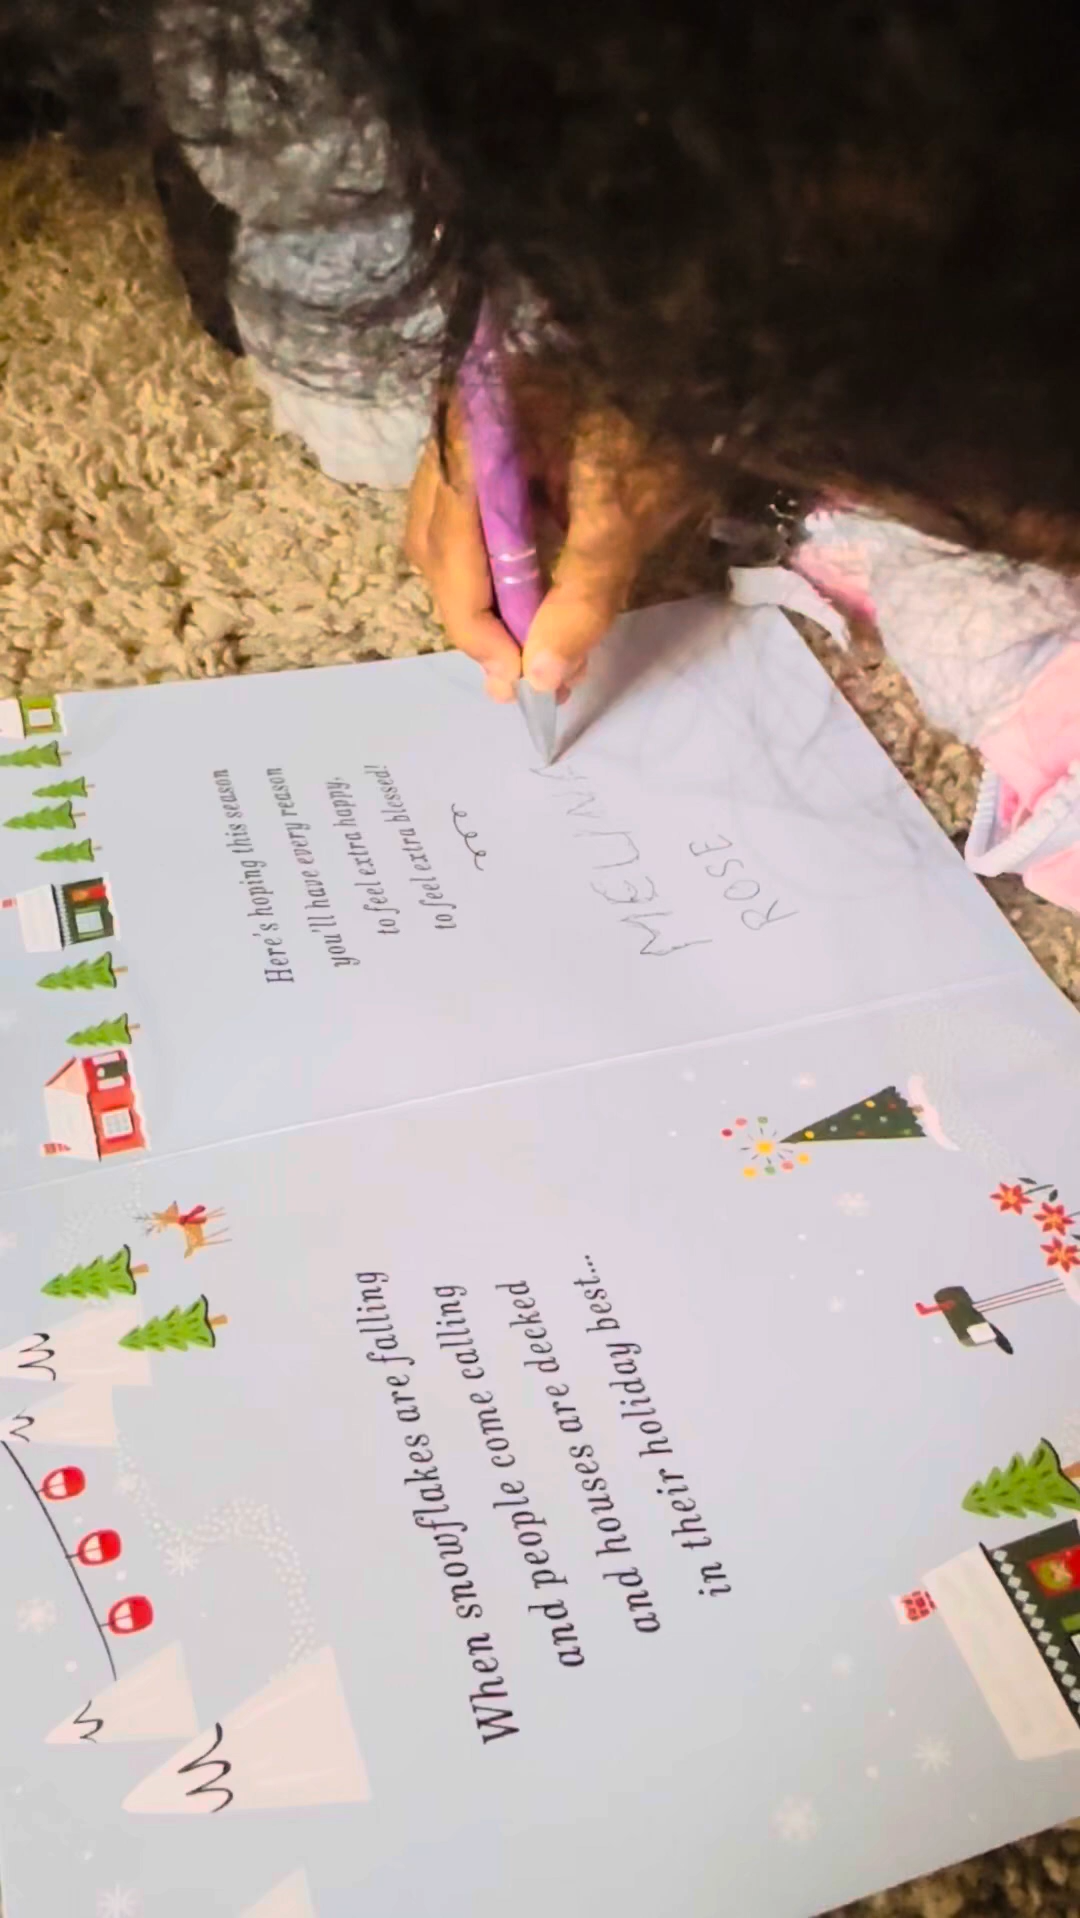 When snowflakes are falling
and people come calling
and houses are decked
in their holiday best...
Here's hoping this season
you'll have every reason
to feel extra happy,
to feel extra blessed!
MELINA
ROSE